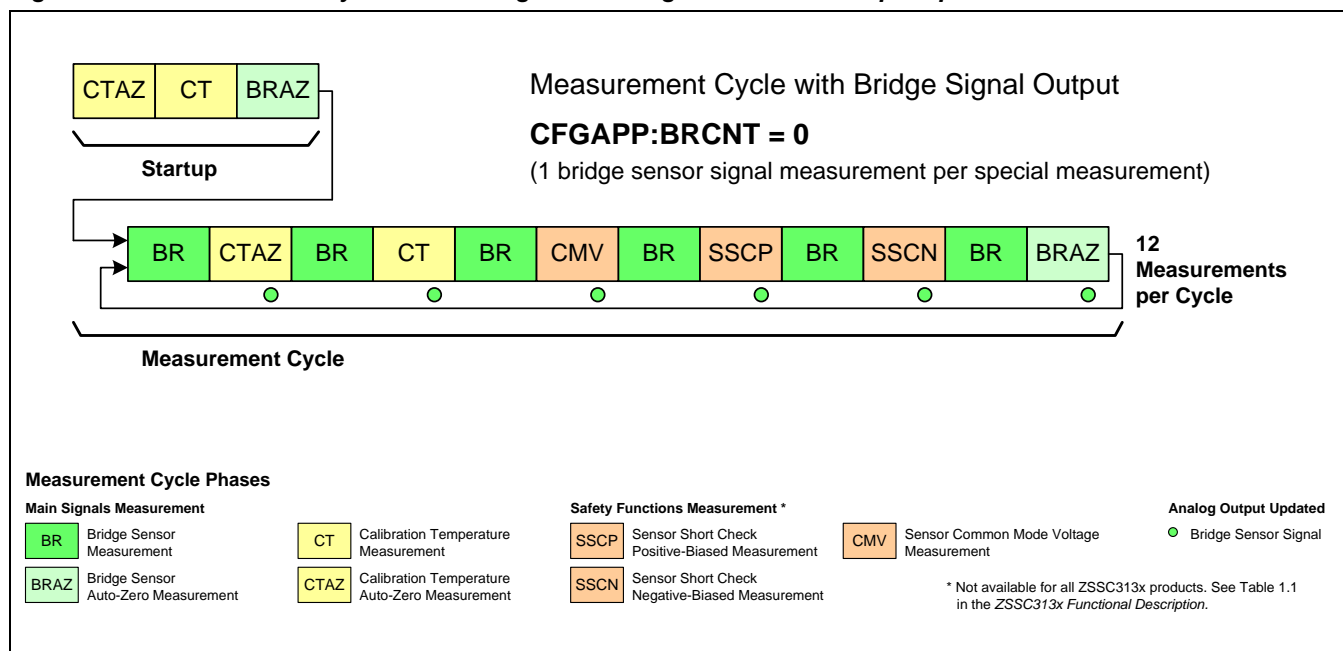 CTAZ CT BRAZ
Startup
Measurement Cycle with Bridge Signal Output
CFGAPP:BRCNT = 0
(1 bridge sensor signal measurement per special measurement)
BR CTAZ BR CT BR CMV BR SSCP BR SSCN BR BRAZ
12
Measurements
per Cycle
Measurement Cycle
Measurement Cycle Phases
Main Signals Measurement
BR
Bridge Sensor
Measurement
BRAZ
Bridge Sensor
Auto-Zero Measurement
CT
Calibration Temperature
Measurement
CTAZ
Calibration Temperature
Auto-Zero Measurement
Safety Functions Measurement *
SSCP
Sensor Short Check
Positive-Biased Measurement
SSCN
Sensor Short Check
Negative-Biased Measurement
CMV
Sensor Common Mode Voltage
Measurement
Analog Output Updated
Bridge Sensor Signal
* Not available for all ZSSC313x products. See Table 1.1
in the ZSSC313x Functional Description.